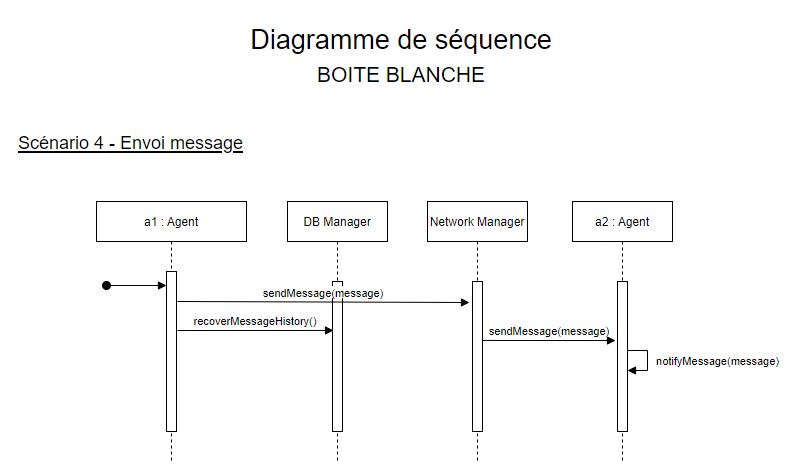 Diagramme de séquence
BOITE BLANCHE
Scénario 4 - Envoi message
a1 : Agent
DB Manager
Network Manager
a2 : Agent
sendMessage(message)
recoverMessageHistory()
sendMessage(message)
notifyMessage(message)